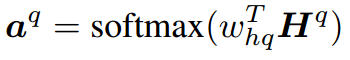 a^q = softmax(w_{hq}^T H^q)